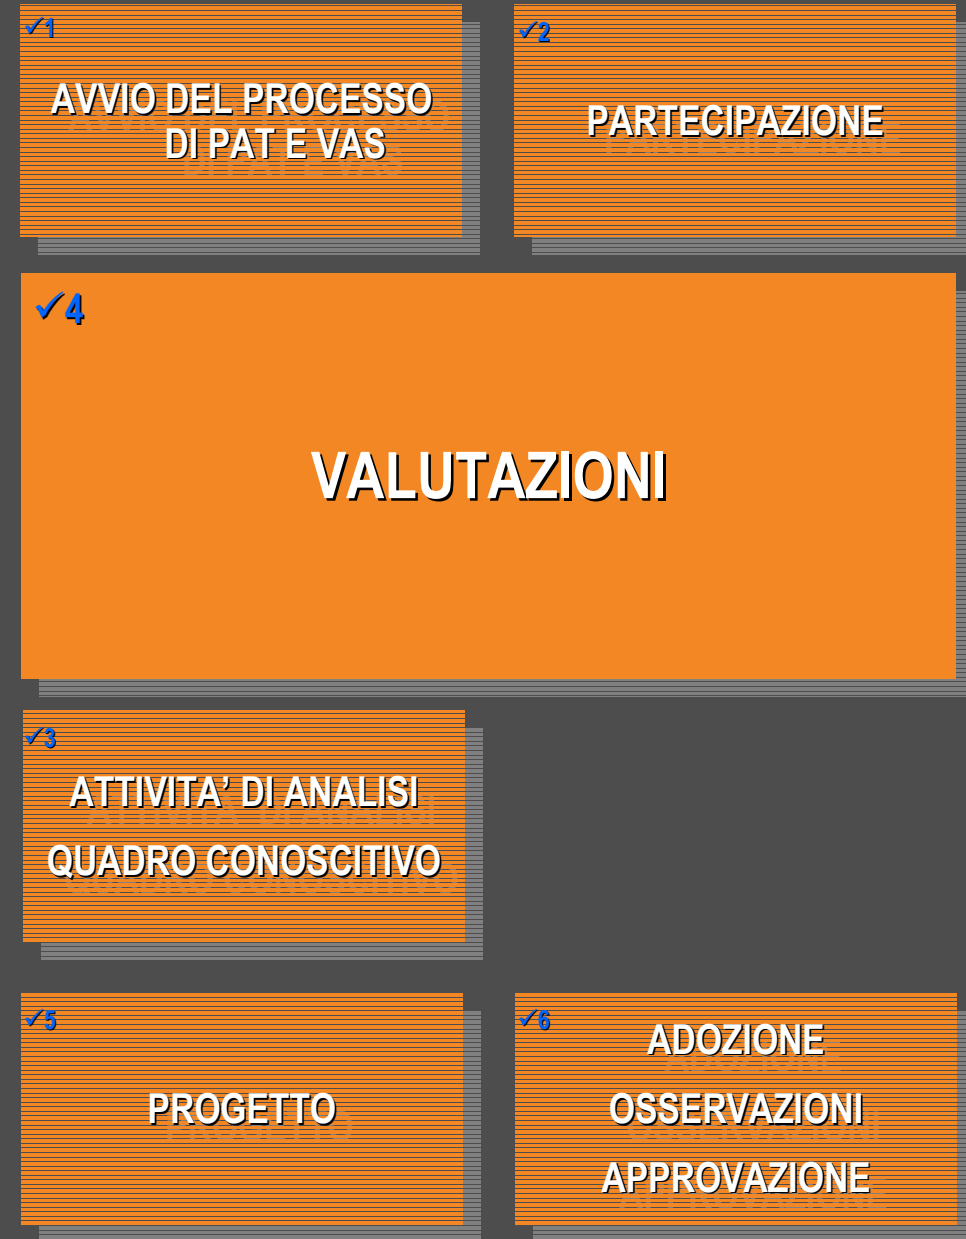 ✓1
AVVIO DEL PROCESSO
DI PAT E VAS
✓2
PARTECIPAZIONE
✓4
VALUTAZIONI
✓3
ATTIVITA’ DI ANALISI
QUADRO CONOSCITIVO
✓5
PROGETTO
✓6
ADOZIONE
OSSERVAZIONI
APPROVAZIONE